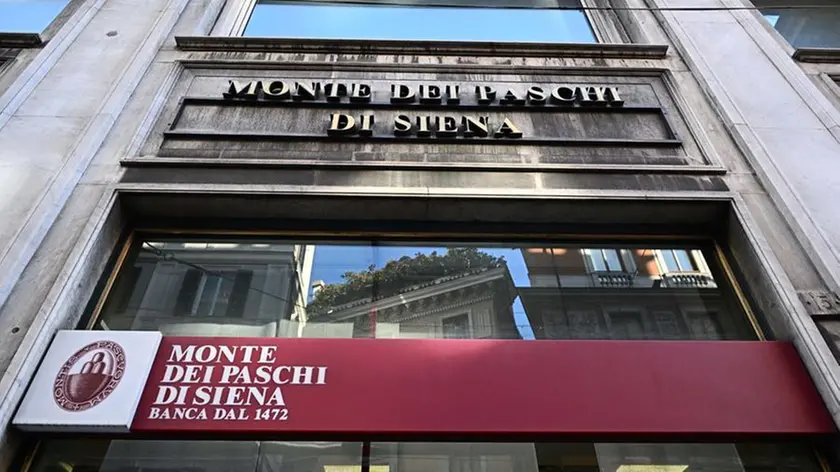 MONTE DEI PASCHI
DI SIENA
MONTE
DEI PASCHI
DI SIENA
BANCA DAL 1472